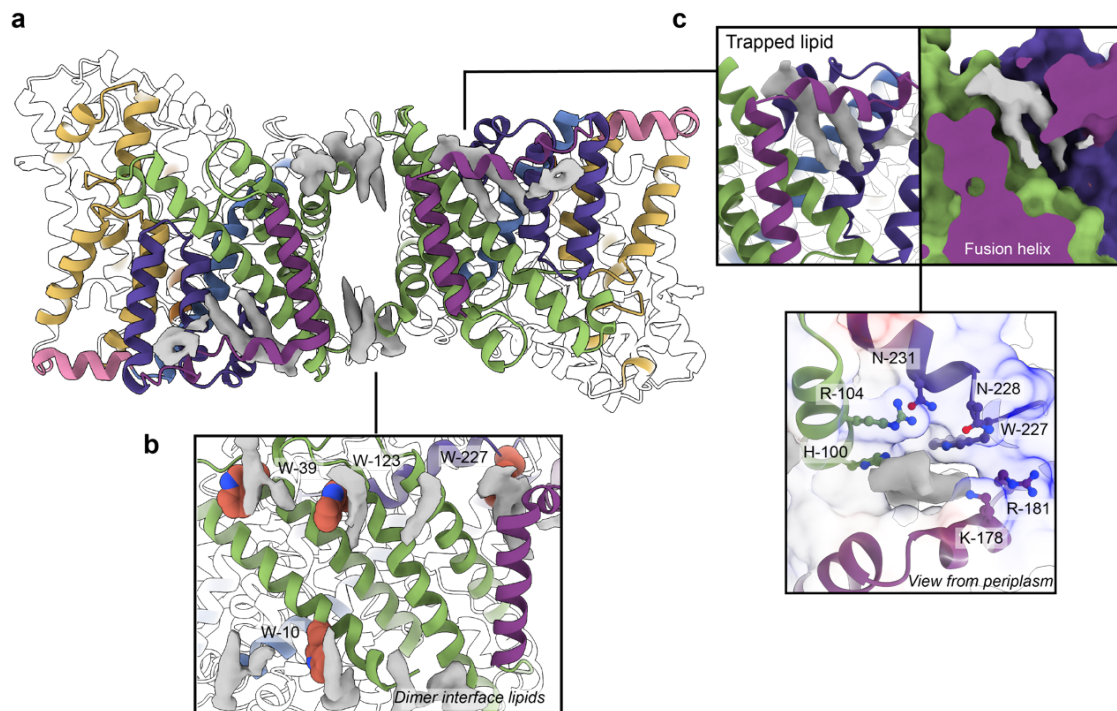 a
c
Trapped lipid
Fusion helix
N-231
R-104
N-228
W-227
H-100
R-181
K-178
View from periplasm
b
W-39
W-123
W-227
W-10
Dimer interface lipids